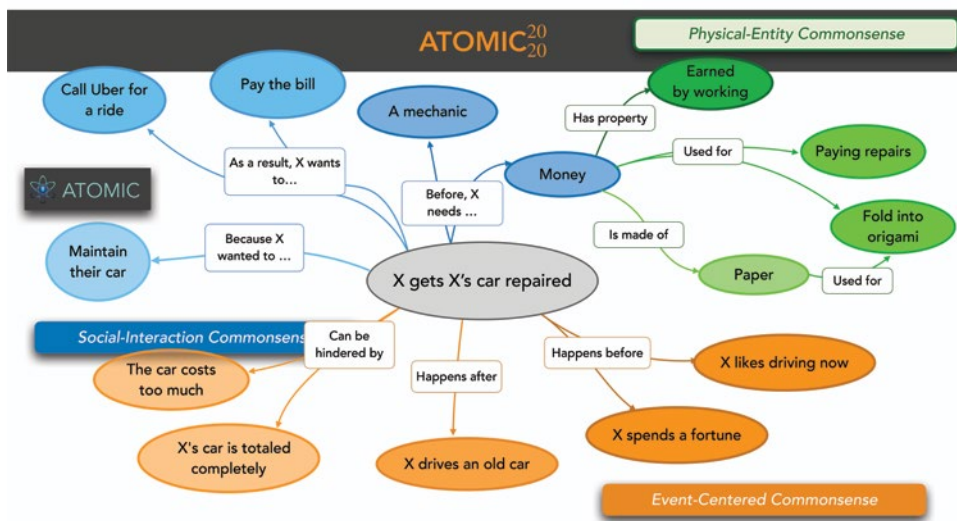 ATOMIC 20
20
Physical-Entity Commonsense
Call Uber for
a ride
Pay the bill
A mechanic
Earned
by working
Has property
As a result, X wants
to...
Before, X
needs ...
Money
Used for
Paying repairs
ATOMIC
Because X
wanted to ...
Maintain
their car
Is made of
Fold into
origami
X gets X's car repaired
Paper
Used for
Social-Interaction Commonsens
Can be
hindered by
The car costs
too much
Happens after
Happens before
X likes driving now
X's car is totaled
completely
X drives an old car
X spends a fortune
Event-Centered Commonsense